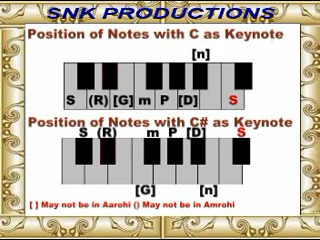 SNK PRODUCTIONS
Position of Notes with C as Keynote
[n]
S (R) [G] m P [D] S
Position of Notes with C# as Keynote
S (R) m P [D] S
[G] [n]
[ ] May not be in Aarohi () May not be in Amrohi